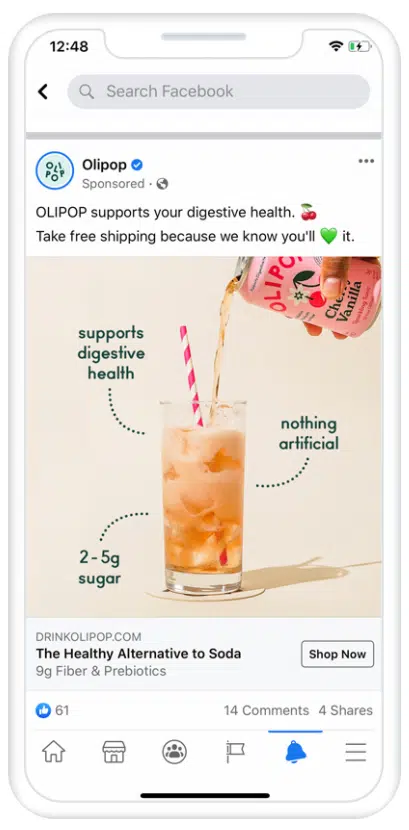 12:48
Search Facebook
OLI
POP
Olipop
Sponsored ·
OLIPOP supports your digestive health. 🍒
Take free shipping because we know you'll 💚 it.
OLIPOP
Cherry
Vanilla
supports
digestive
health
nothing
artificial
2-5g
sugar
DRINKOLIPOP.COM
The Healthy Alternative to Soda
Shop Now
9g Fiber & Prebiotics
61
14 Comments 4 Shares